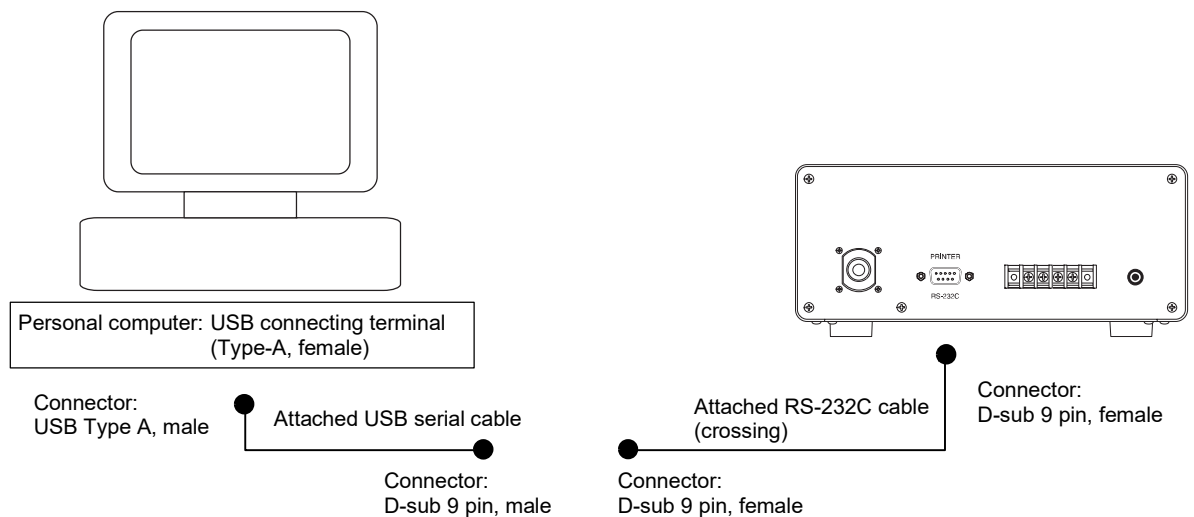 PRINTER
RS-232C
Personal computer: USB connecting terminal
(Type-A, female)
Connector:
USB Type A, male
Attached USB serial cable
Connector:
D-sub 9 pin, male
Attached RS-232C cable
(crossing)
Connector:
D-sub 9 pin, female
Connector:
D-sub 9 pin, female